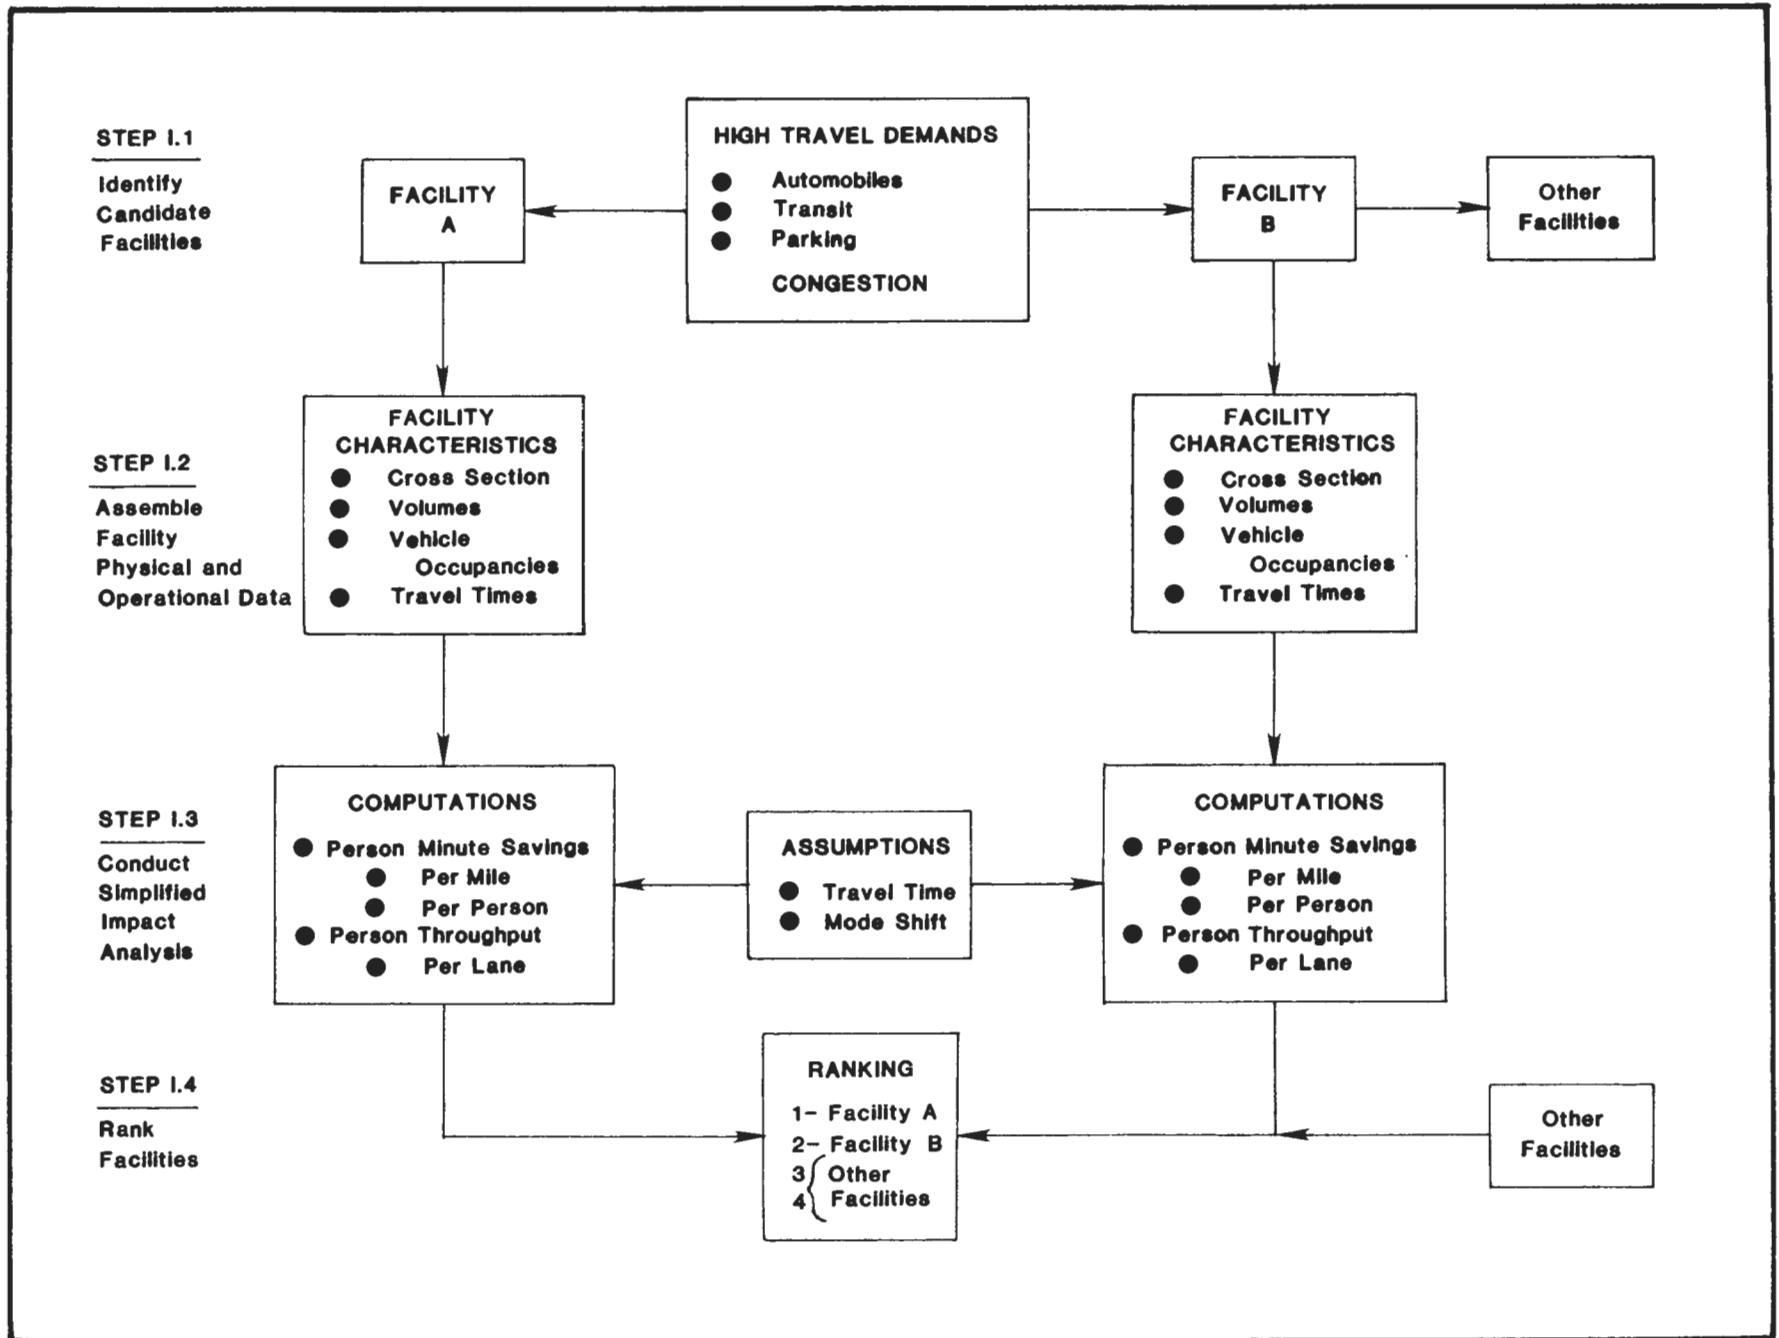 STEP I.1
Identify
Candidate
Facilities
FACILITY
A
HIGH TRAVEL DEMANDS
● Automobiles
● Transit
● Parking
CONGESTION
FACILITY
B
Other
Facilities
STEP I.2
Assemble
Facility
Physical and
Operational Data
FACILITY
CHARACTERISTICS
● Cross Section
● Volumes
● Vehicle
Occupancies
● Travel Times
FACILITY
CHARACTERISTICS
● Cross Section
● Volumes
● Vehicle
Occupancies
● Travel Times
STEP I.3
Conduct
Simplified
Impact
Analysis
COMPUTATIONS
● Person Minute Savings
● Per Mile
● Per Person
● Person Throughput
● Per Lane
ASSUMPTIONS
● Travel Time
● Mode Shift
COMPUTATIONS
● Person Minute Savings
● Per Mile
● Per Person
● Person Throughput
● Per Lane
STEP I.4
Rank
Facilities
RANKING
1- Facility A
2- Facility B
3 Other
4 Facilities
Other
Facilities